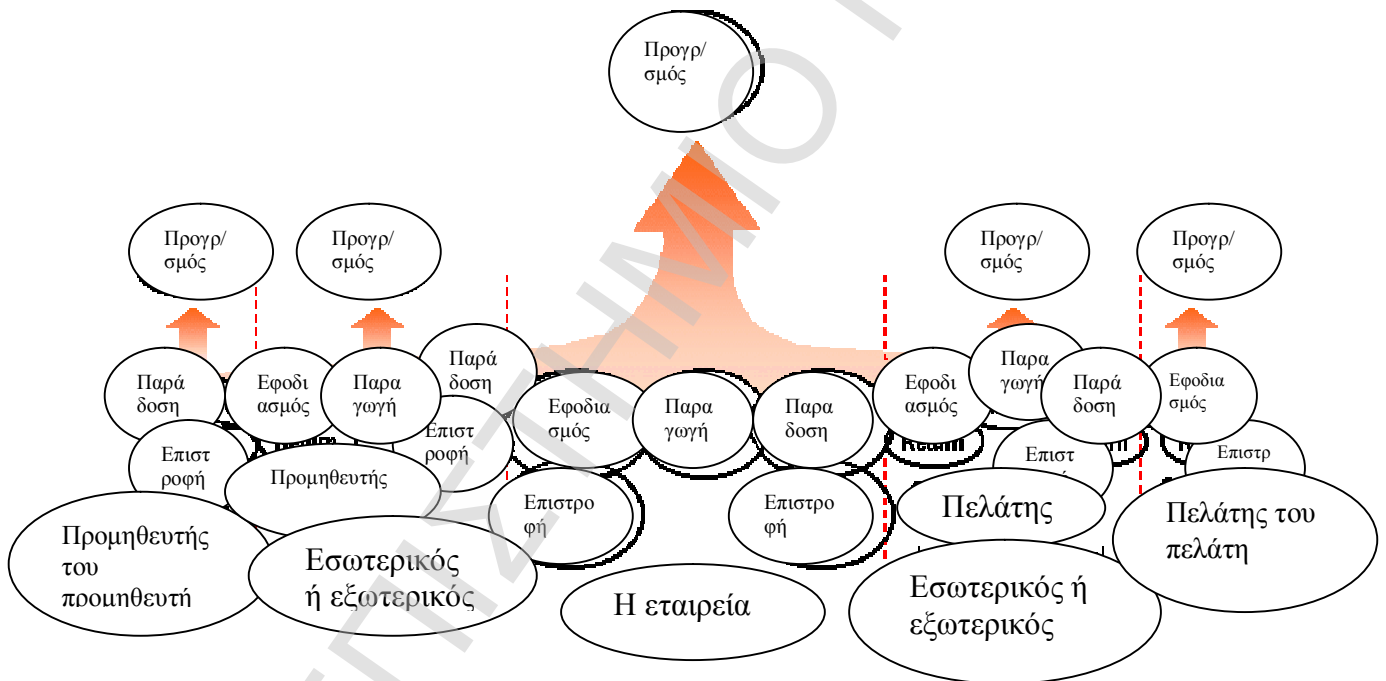 Προγρ/
σμός
Προγρ/
σμός
Προγρ/
σμός
Προγρ/
σμός
Προγρ/
σμός
Παρά
δοση
Εφοδι
ασμός
Παρα
γωγή
Παρά
δοση
Εφοδια
σμός
Παρα
γωγή
Παρα
δοση
Εφοδι
ασμός
Παρα
γωγή
Παρά
δοση
Εφοδια
σμός
Επιστ
ροφή
Επιστ
ροφή
Επιστρο
φή
Επιστρο
φή
Επιστ
Επιστρ
Προμηθευτής
του
προμηθευτή
Προμηθευτής
Εσωτερικός
ή εξωτερικός
Η εταιρεία
Πελάτης
Εσωτερικός ή
εξωτερικός
Πελάτης του
πελάτη